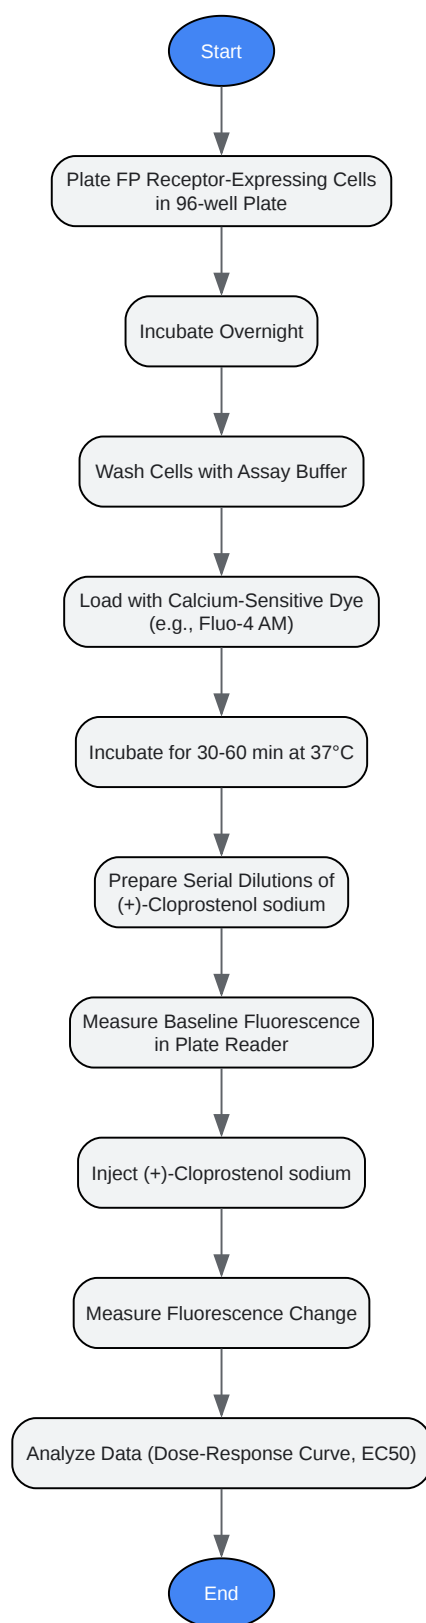 Start
Plate FP Receptor-Expressing Cells
in 96-well Plate
Incubate Overnight
Wash Cells with Assay Buffer
Load with Calcium-Sensitive Dye
(e.g., Fluo-4 AM)
Incubate for 30-60 min at 37°C
Prepare Serial Dilutions of
(+)-Cloprostenol sodium
Measure Baseline Fluorescence
in Plate Reader
Inject (+)-Cloprostenol sodium
Measure Fluorescence Change
Analyze Data (Dose-Response Curve, EC50)
End